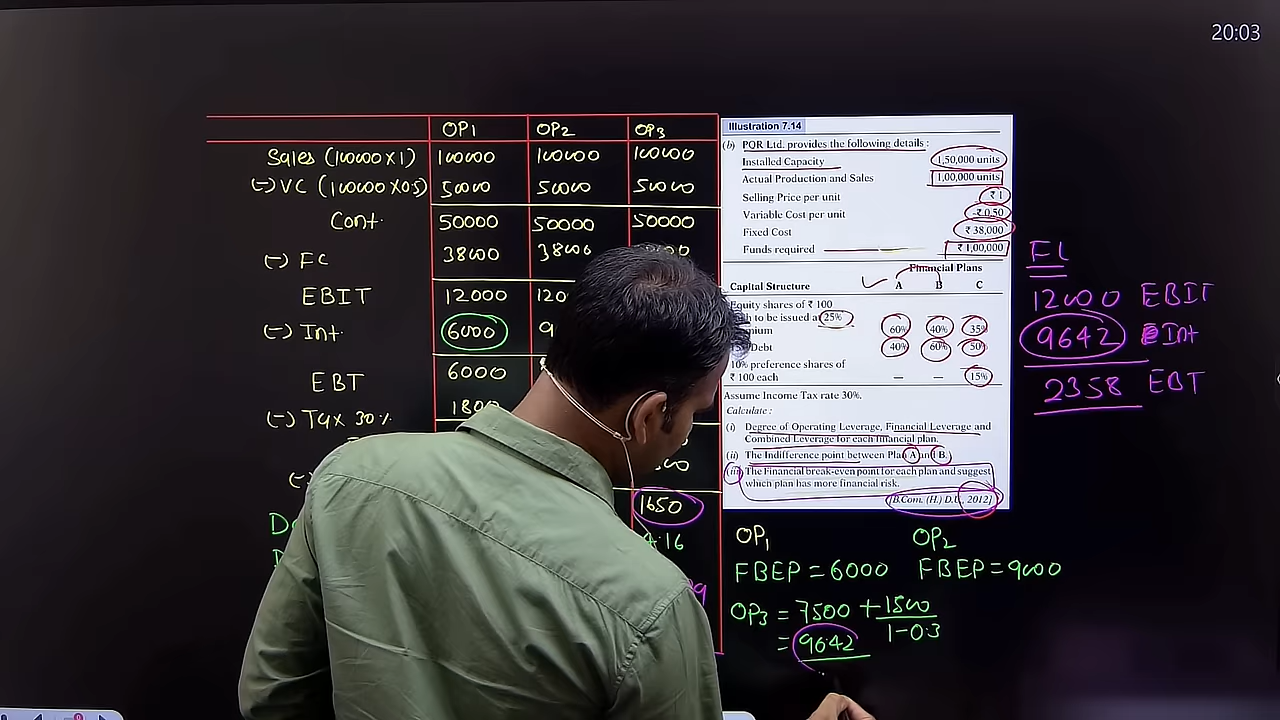 20:03
OP1 OP2 OP3
Sales (100000 x 1) 100000 100000 100000
(-) VC (100000 x 0.5) 50000 50000 50000
Cont. 50000 50000 50000
(-) FC 38000 38000
EBIT 12000
(-) Int. 6000 9
EBT 6000
(-) Tax 30% 1800
(-)
1650
4.16
Illustration 7.14
(b) PQR Ltd. provides the following details :
Installed Capacity 1,50,000 units
Actual Production and Sales 1,00,000 units
Selling Price per unit ₹ 1
Variable Cost per unit ₹ 0.50
Fixed Cost ₹ 38,000
Funds required ₹ 1,00,000
Financial Plans
Capital Structure A B C
Equity shares of ₹ 100
to be issued at 25%
60% 40% 35%
Debt 40% 60% 50%
10% preference shares of
₹ 100 each — — 15%
Assume Income Tax rate 30%.
Calculate :
(i) Degree of Operating Leverage, Financial Leverage and
Combined Leverage for each financial plan.
(ii) The Indifference point between Plan A and B.
(iii) The Financial break-even point for each plan and suggest
which plan has more financial risk.
[B.Com. (H.) D.U., 2012]
FL
12000 EBIT
9642 Int
2358 EBT
OP1 OP2
FBEP = 6000 FBEP = 9000
OP3 = 7500 + 1500
1-0.3
= 9642